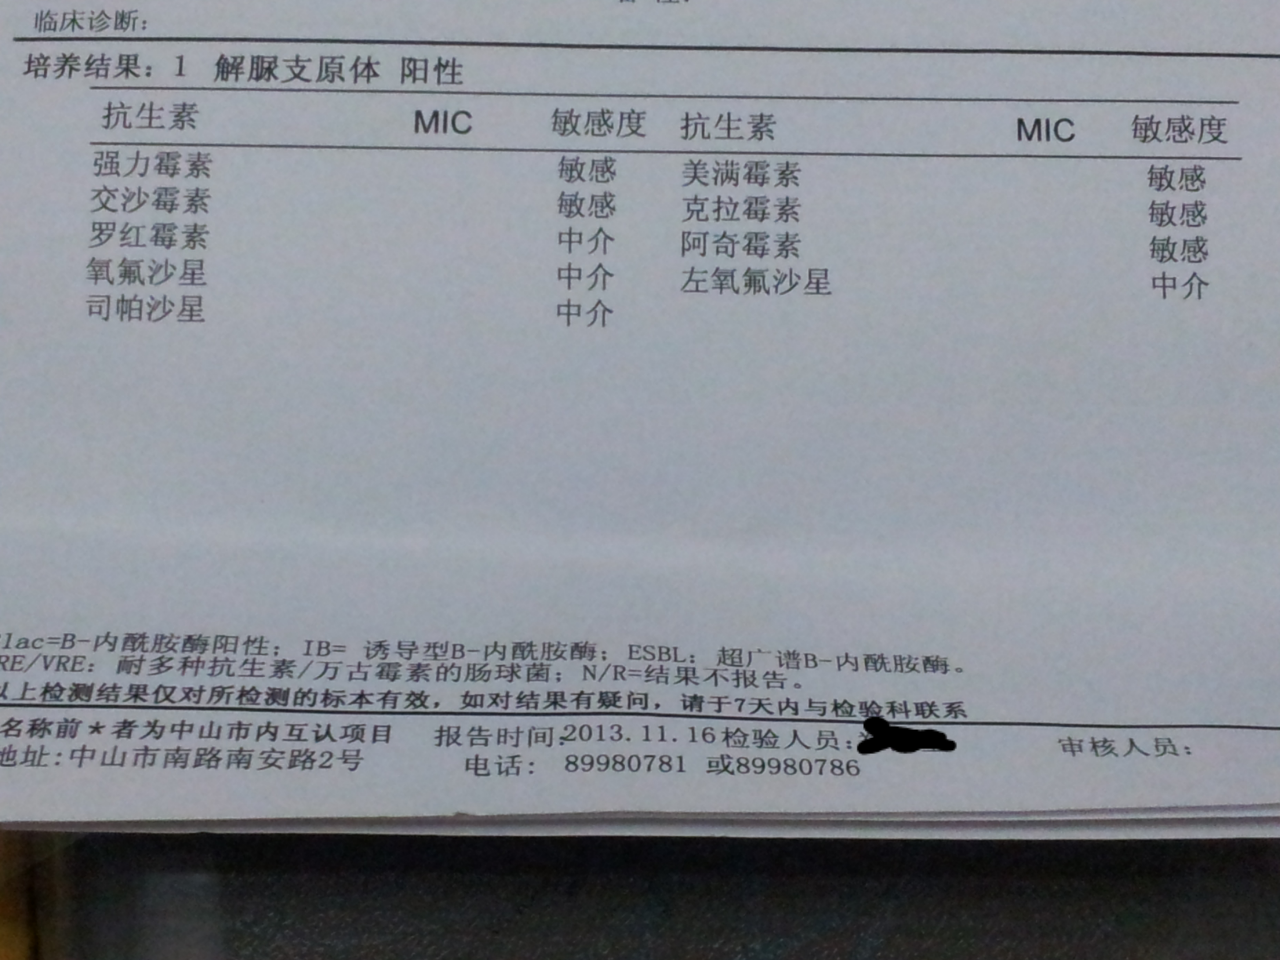 临床诊断：
培养结果：1 解脲支原体 阳性
抗生素 MIC 敏感度 抗生素 MIC 敏感度
强力霉素 敏感 美满霉素 敏感
交沙霉素 敏感 克拉霉素 敏感
罗红霉素 中介 阿奇霉素 敏感
氧氟沙星 中介 左氧氟沙星 中介
司帕沙星 中介
lac=B-内酰胺酶阳性；IB= 诱导型B-内酰胺酶；ESBL：超广谱B-内酰胺酶。
RE/VRE：耐多种抗生素/万古霉素的肠球菌；N/R=结果不报告。
以上检测结果仅对所检测的标本有效，如对结果有疑问，请于7天内与检验科联系
名称前*者为中山市内互认项目 报告时间：2013.11.16 检验人员： 审核人员：
地址：中山市南路南安路2号 电话： 89980781 或89980786